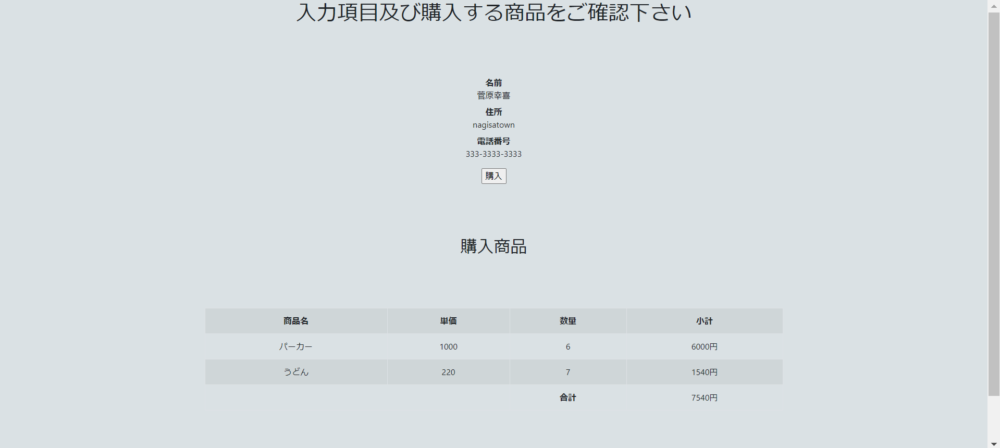 入力項目及び購入する商品をご確認下さい
名前
菅原幸喜
住所
nagisatown
電話番号
333-3333-3333
購入
購入商品
商品名 単価 数量 小計
パーカー 1000 6 6000円
うどん 220 7 1540円
合計 7540円